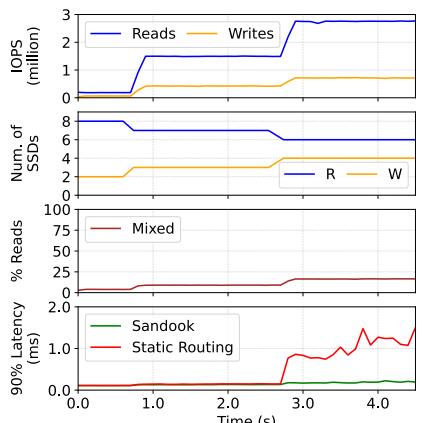 3
2
1
0
IOPS
(million)
Reads
Writes
8
6
4
2
0
Num. of
SSDs
R
W
100
75
50
25
0
% Reads
Mixed
2.0
1.0
0.0
90% Latency
(ms)
Sandook
Static Routing
0.0
1.0
2.0
3.0
4.0
Time (s)